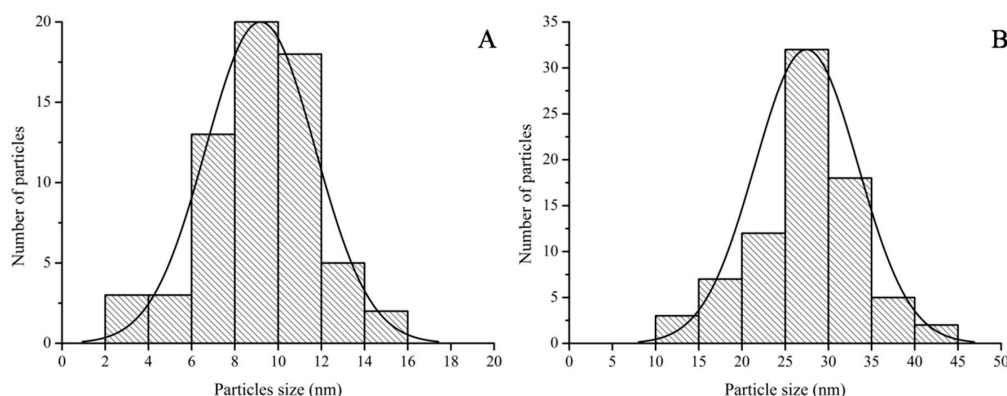 A
20
15
10
5
0
Number of particles
0 2 4 6 8 10 12 14 16 18 20
Particles size (nm)
B
35
30
25
20
15
10
5
0
Number of particles
0 5 10 15 20 25 30 35 40 45 50
Particle size (nm)